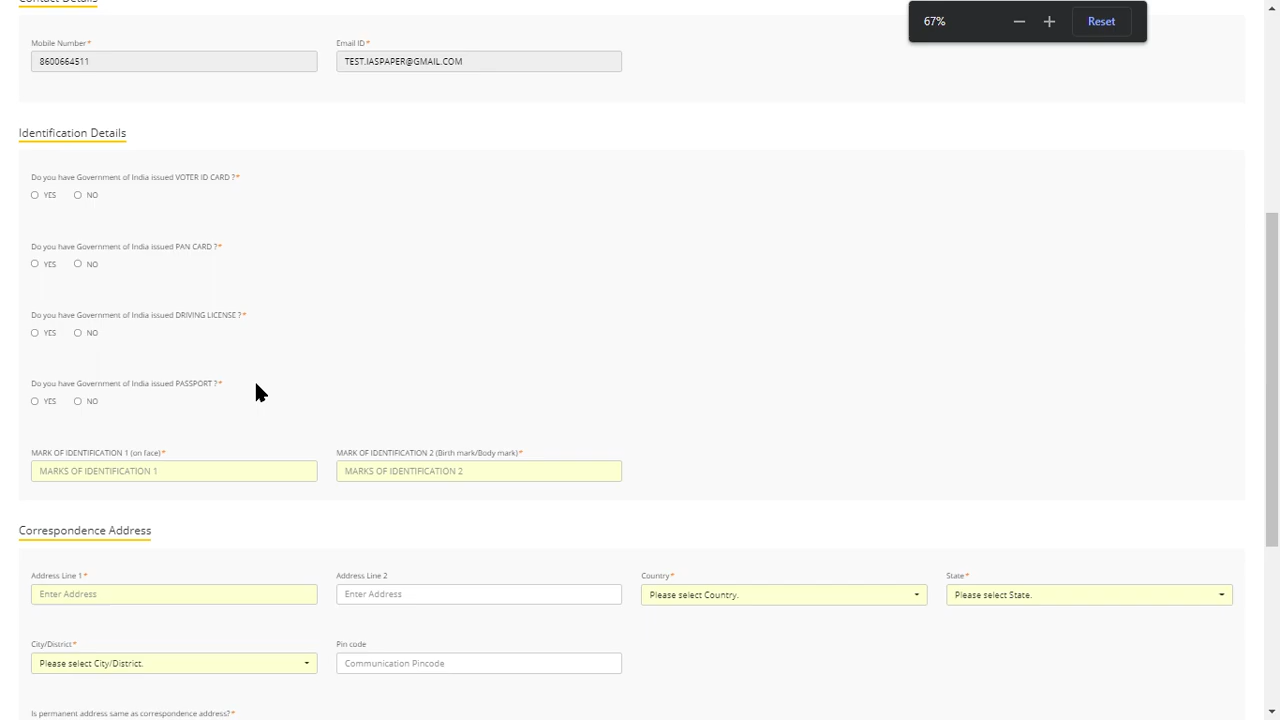 Contact Details
67%
Reset
Mobile Number* Email ID*
8600664511 TEST.IASPAPER@GMAIL.COM
Identification Details
Do you have Government of India issued VOTER ID CARD ?*
YES NO
Do you have Government of India issued PAN CARD ?*
YES NO
Do you have Government of India issued DRIVING LICENSE ?*
YES NO
Do you have Government of India issued PASSPORT ?*
YES NO
MARK OF IDENTIFICATION 1 (on face)* MARK OF IDENTIFICATION 2 (Birth mark/Body mark)*
MARKS OF IDENTIFICATION 1 MARKS OF IDENTIFICATION 2
Correspondence Address
Address Line 1* Address Line 2 Country* State*
Enter Address Enter Address Please select Country. Please select State.
City/District* Pin code
Please select City/District. Communication Pincode
Is permanent address same as correspondence address?*